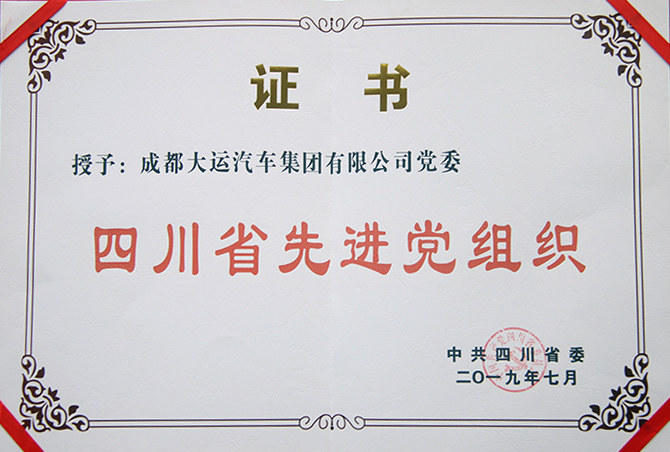 证书
授予：成都大运汽车集团有限公司党委
四川省先进党组织
中共四川省委
二〇一九年七月